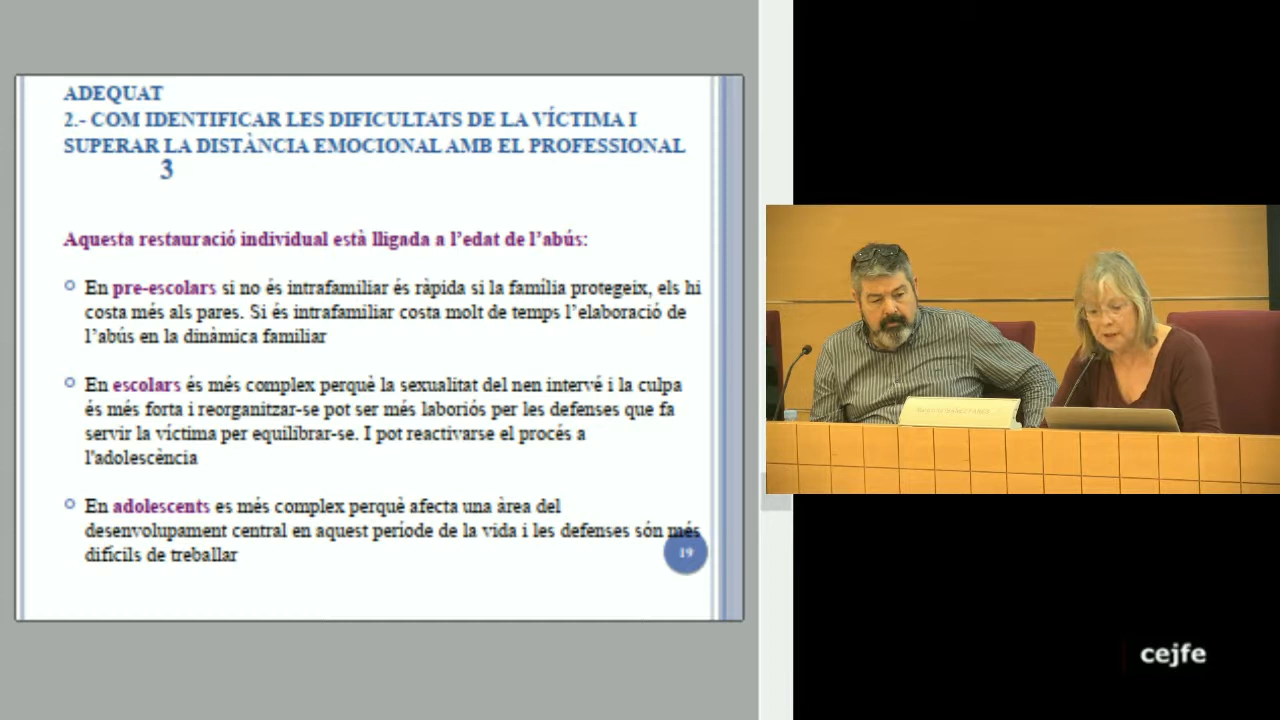 ADEQUAT
2.- COM IDENTIFICAR LES DIFICULTATS DE LA VÍCTIMA I
SUPERAR LA DISTÀNCIA EMOCIONAL AMB EL PROFESSIONAL
3
Aquesta restauració individual està lligada a l'edat de l'abús:
En pre-escolars si no és intrafamiliar és ràpida si la família protegeix, els hi
costa més als pares. Si és intrafamiliar costa molt de temps l'elaboració de
l'abús en la dinàmica familiar
En escolars és més complex perquè la sexualitat del nen intervé i la culpa
és més forta i reorganitzar-se pot ser més laboriós per les defenses que fa
servir la víctima per equilibrar-se. I pot reactivarse el procés a
l'adolescència
En adolescents es més complex perquè afecta una àrea del
desenvolupament central en aquest període de la vida i les defenses són més
difícils de treballar
19
cejfe